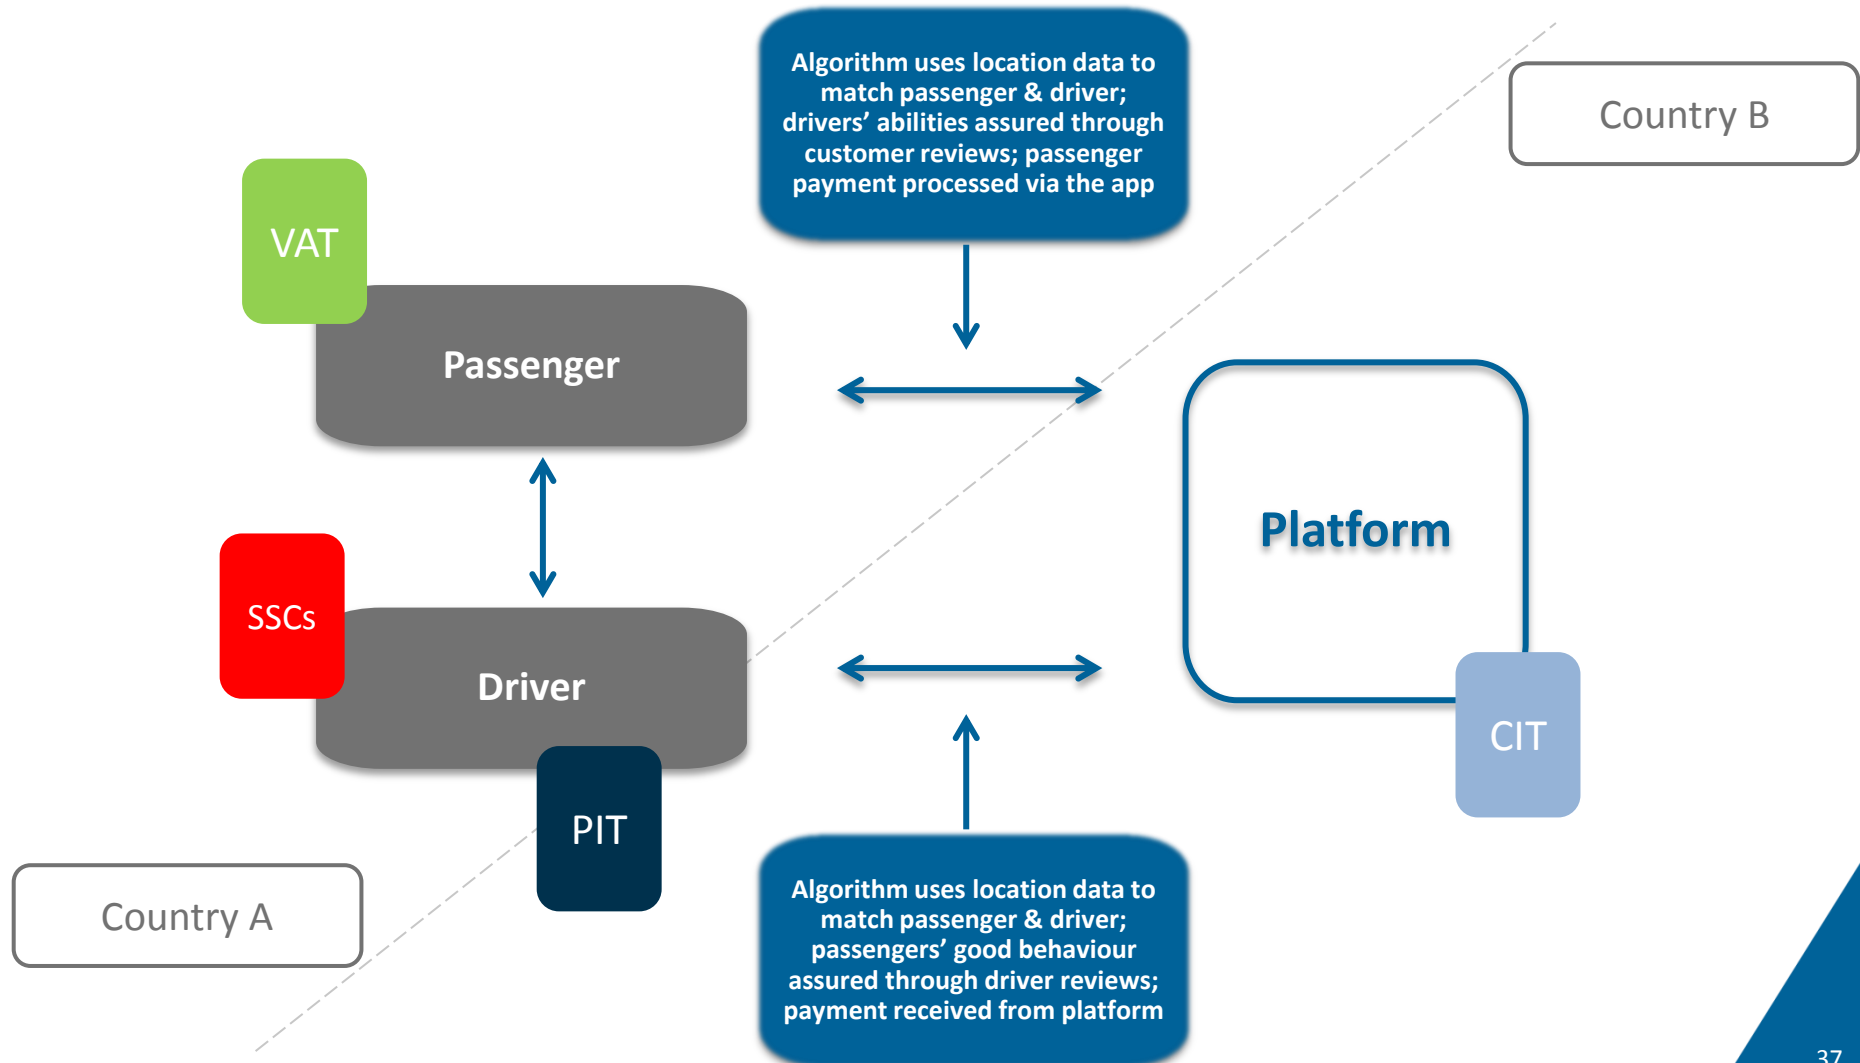 Algorithm uses location data to
match passenger & driver;
drivers’ abilities assured through
customer reviews; passenger
payment processed via the app
Country B
VAT
Passenger
SSCs
Driver
Platform
PIT
CIT
Country A
Algorithm uses location data to
match passenger & driver;
passengers’ good behaviour
assured through driver reviews;
payment received from platform
37